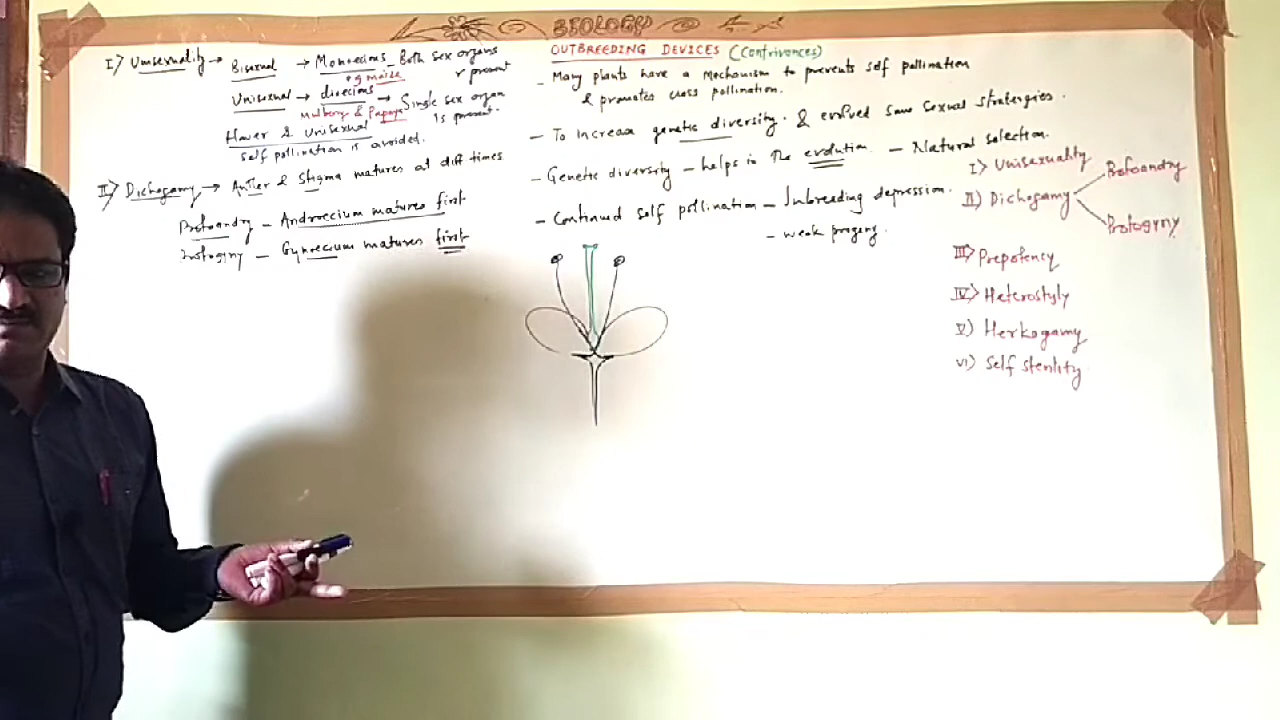 BIOLOGY
I) Unisexuality → Bisexual → Monoecious - Both sex organs
r present
eg maize
Unisexual → dioecious → Single sex organ
is present.
Mulberry & Papaya
Flower & Unisexual
self pollination is avoided.
II) Dichogamy → Anther & Stigma matures at diff times
Protoandry - Androecium matures first
Protogyny - Gynrecium matures first
OUTBREEDING DEVICES (Contrivances)
- Many plants have a mechanism to prevents self pollination
& promotes cross pollination.
- To increase genetic diversity. & evolved some sexual strategies.
- Genetic diversity - helps in the evolution. - Natural selection.
- Continued self pollination - Inbreeding depression.
- weak progeny.
I) Unisexuality
II) Dichogamy
Protoandry
Protogyny
III) Prepotency
IV) Heterostyly
V) Herkogamy
VI) Self sterility